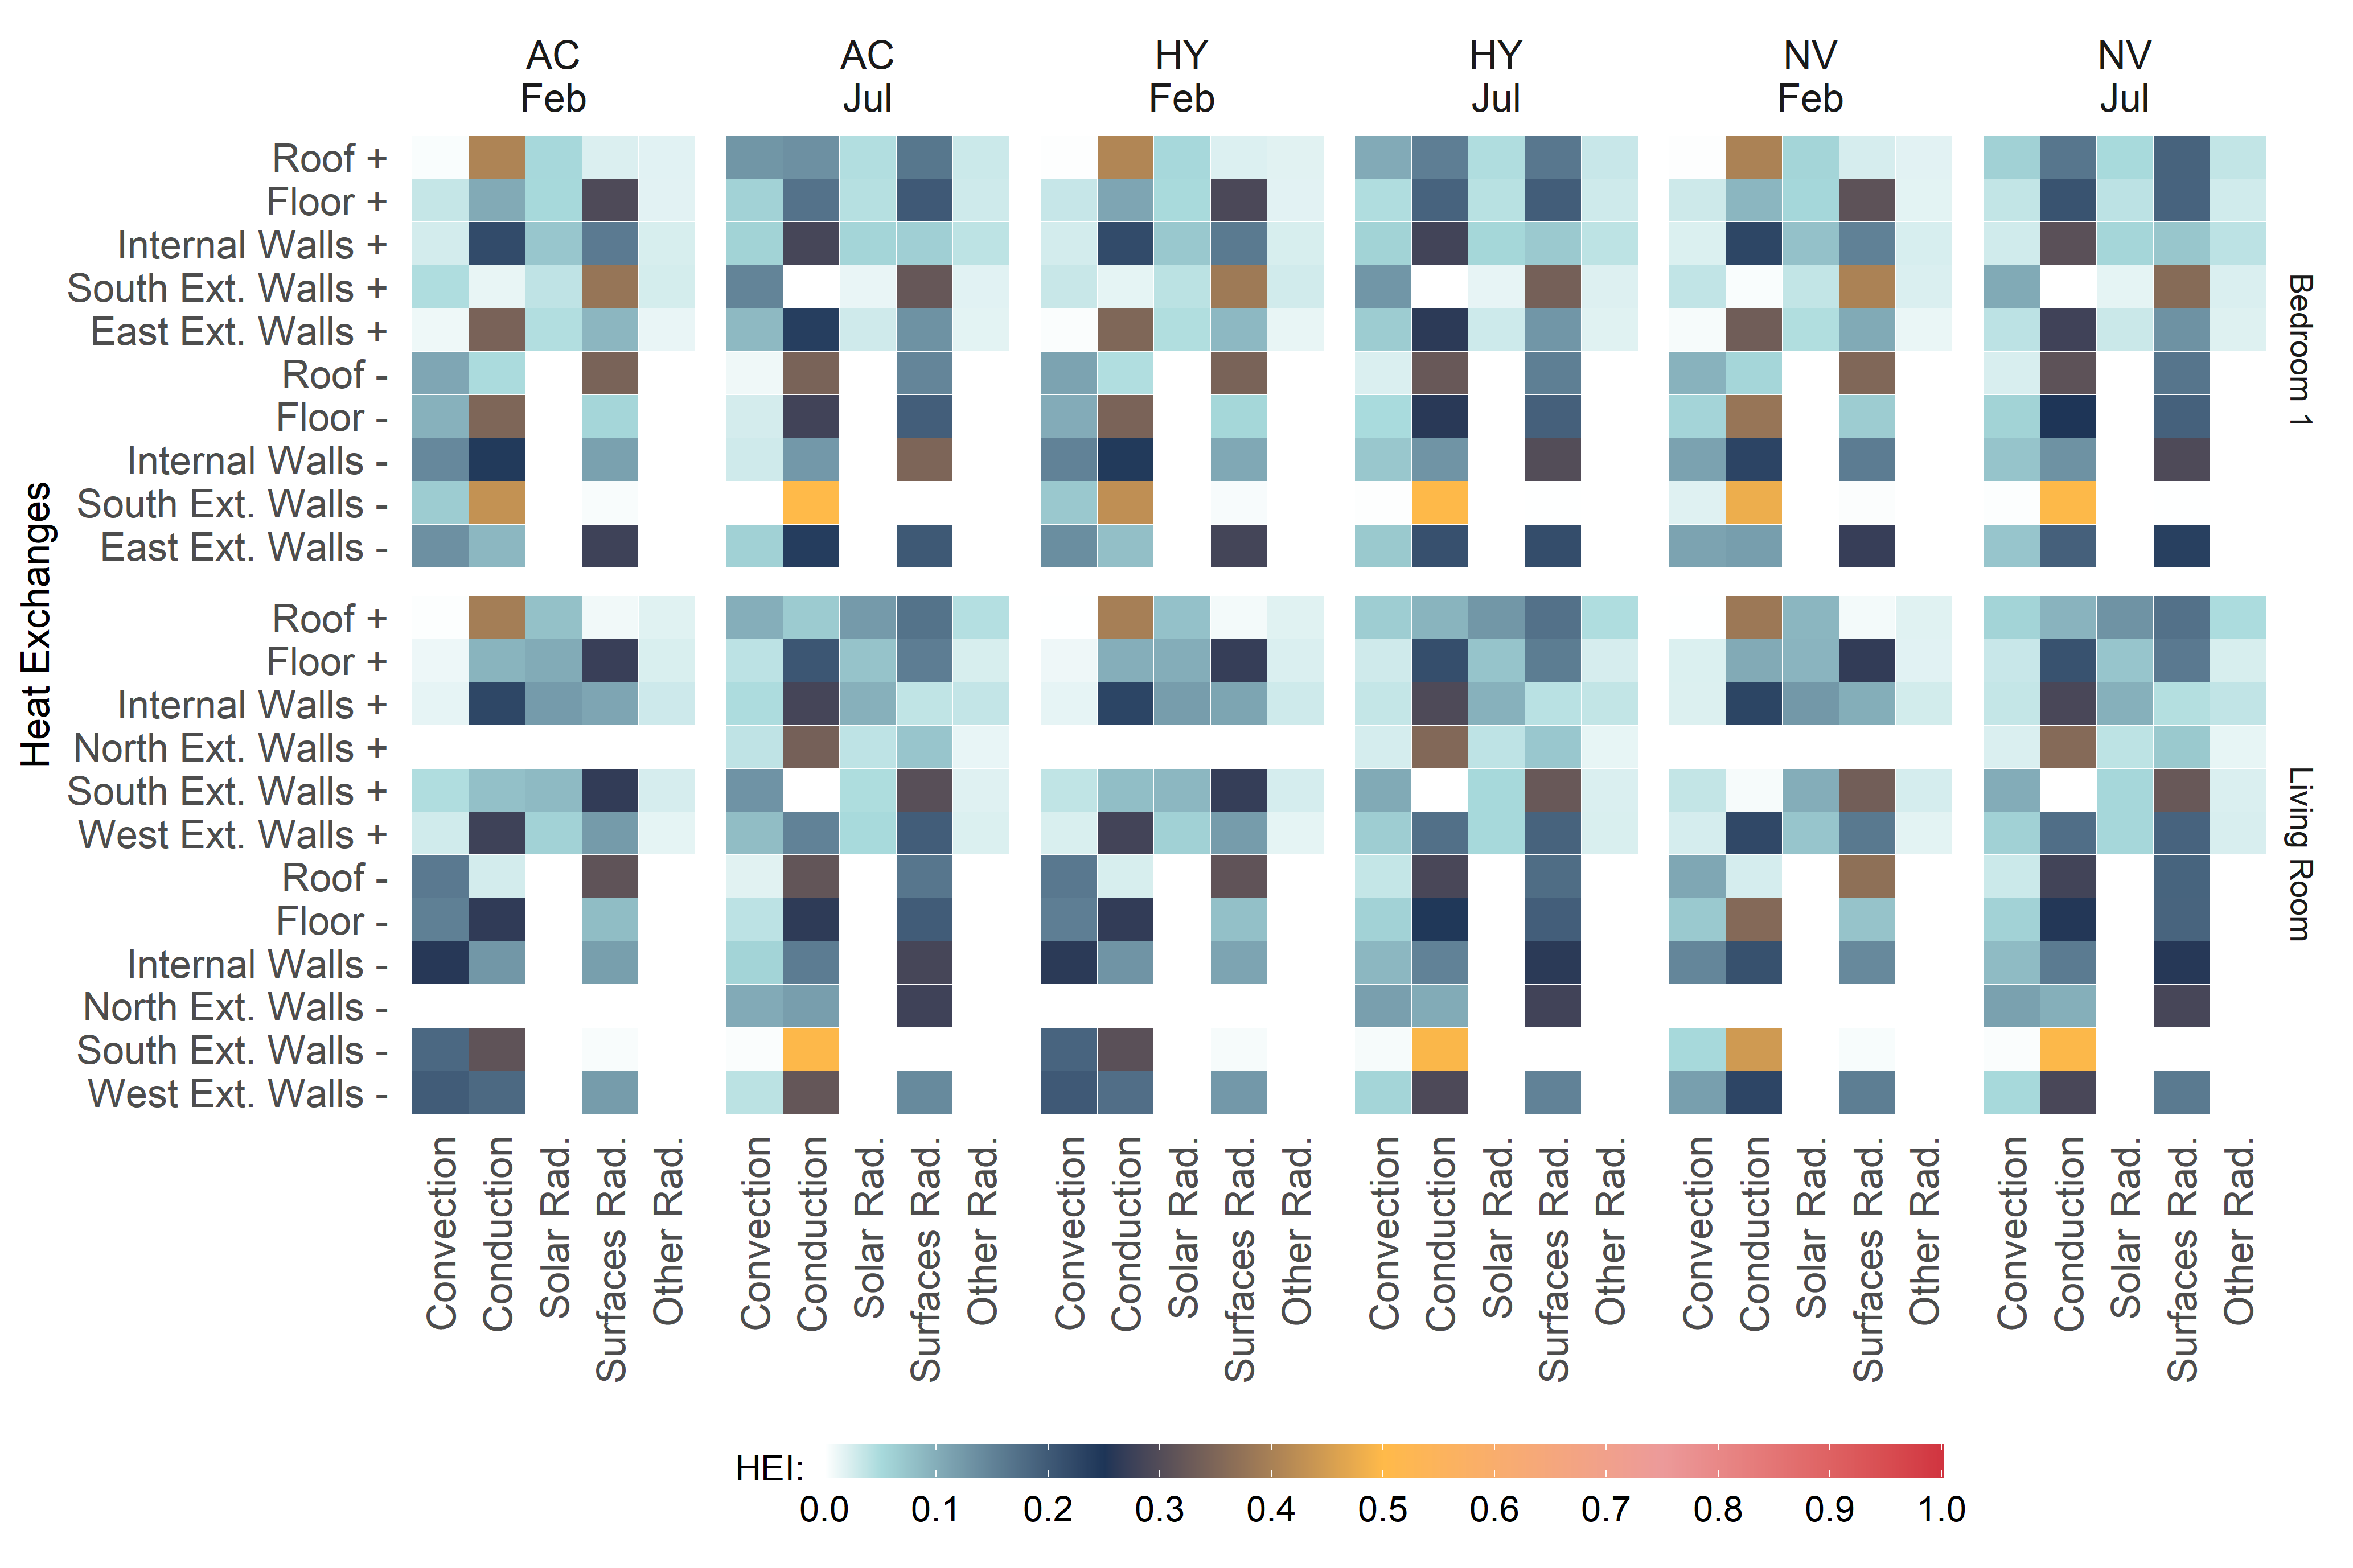 AC
Feb
AC
Jul
HY
Feb
HY
Jul
NV
Feb
NV
Jul
Heat Exchanges
Roof +
Floor +
Internal Walls +
South Ext. Walls +
East Ext. Walls +
Roof -
Floor -
Internal Walls -
South Ext. Walls -
East Ext. Walls -
Bedroom 1
Roof +
Floor +
Internal Walls +
North Ext. Walls +
South Ext. Walls +
West Ext. Walls +
Roof -
Floor -
Internal Walls -
North Ext. Walls -
South Ext. Walls -
West Ext. Walls -
Living Room
Convection
Conduction
Solar Rad.
Surfaces Rad.
Other Rad.
Convection
Conduction
Solar Rad.
Surfaces Rad.
Other Rad.
Convection
Conduction
Solar Rad.
Surfaces Rad.
Other Rad.
Convection
Conduction
Solar Rad.
Surfaces Rad.
Other Rad.
Convection
Conduction
Solar Rad.
Surfaces Rad.
Other Rad.
Convection
Conduction
Solar Rad.
Surfaces Rad.
Other Rad.
HEI:
0.0 0.1 0.2 0.3 0.4 0.5 0.6 0.7 0.8 0.9 1.0